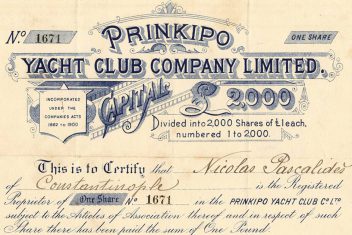 PRINKIPO
No. 1671 ONE SHARE
YACHT CLUB COMPANY LIMITED.
INCORPORATED
UNDER THE
COMPANIES ACTS
1862 TO 1900
CAPITAL £2,000
Divided into 2,000 Shares of £1 each,
numbered 1 to 2,000.
This is to Certify that Nicolas Pascalides
of Constantinople is the Registered
Proprietor of One Share No 1671 in the PRINKIPO YACHT CLUB Co Ltd
subject to the Articles of Association thereof and in respect of such
Share there has been paid the sum of One Pound